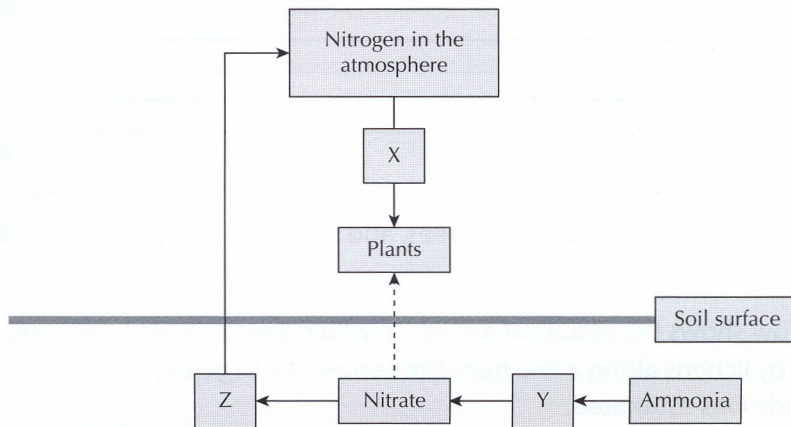 Nitrogen in the
atmosphere
X
Plants
Soil surface
Z
Nitrate
Y
Ammonia